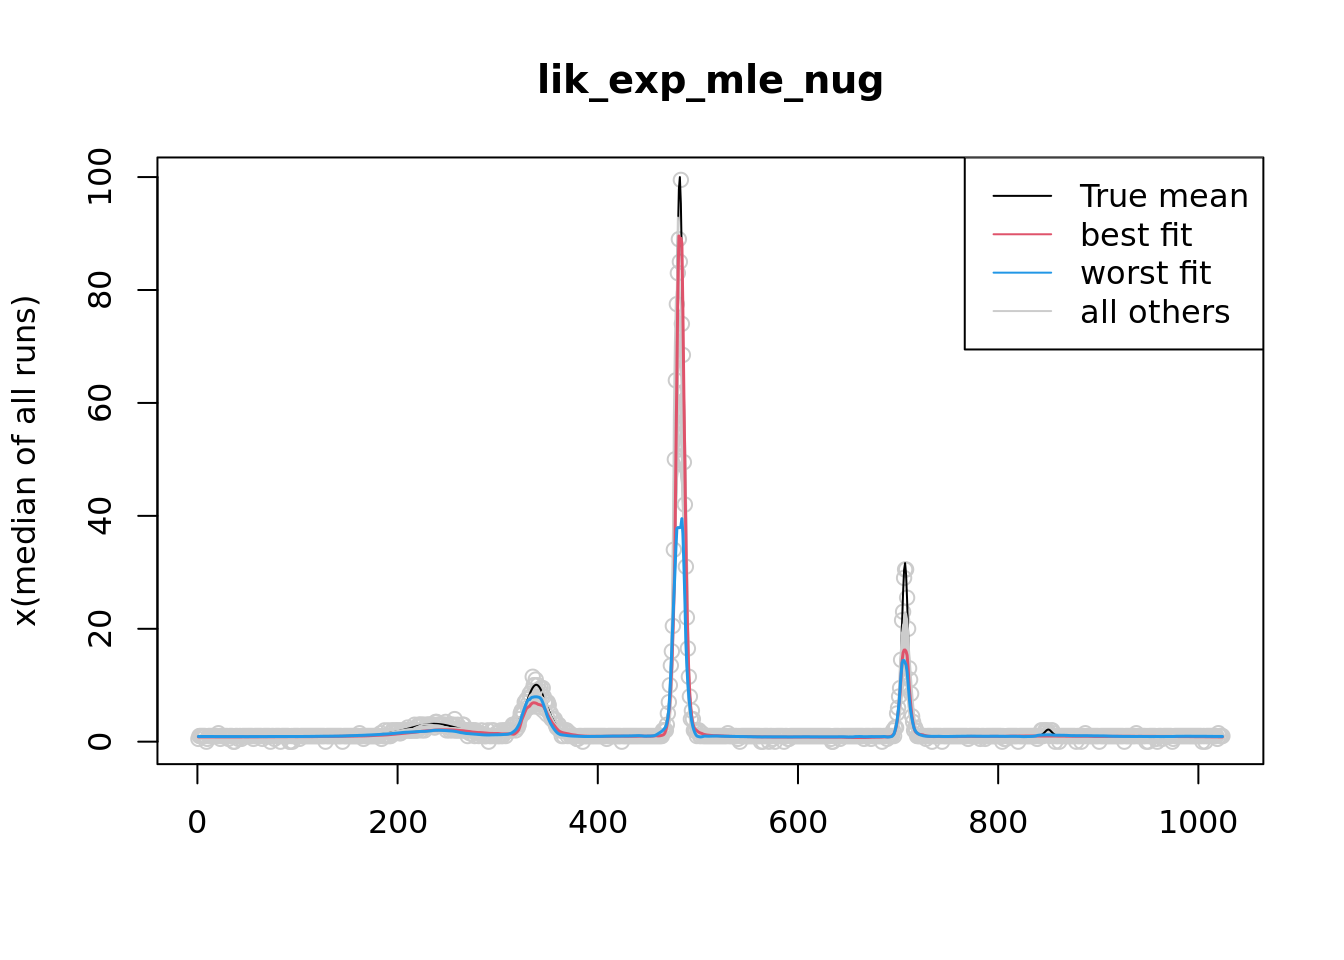 lik_exp_mle_nug
x(median of all runs)
100
80
60
40
20
0
True mean
best fit
worst fit
all others
0 200 400 600 800 1000